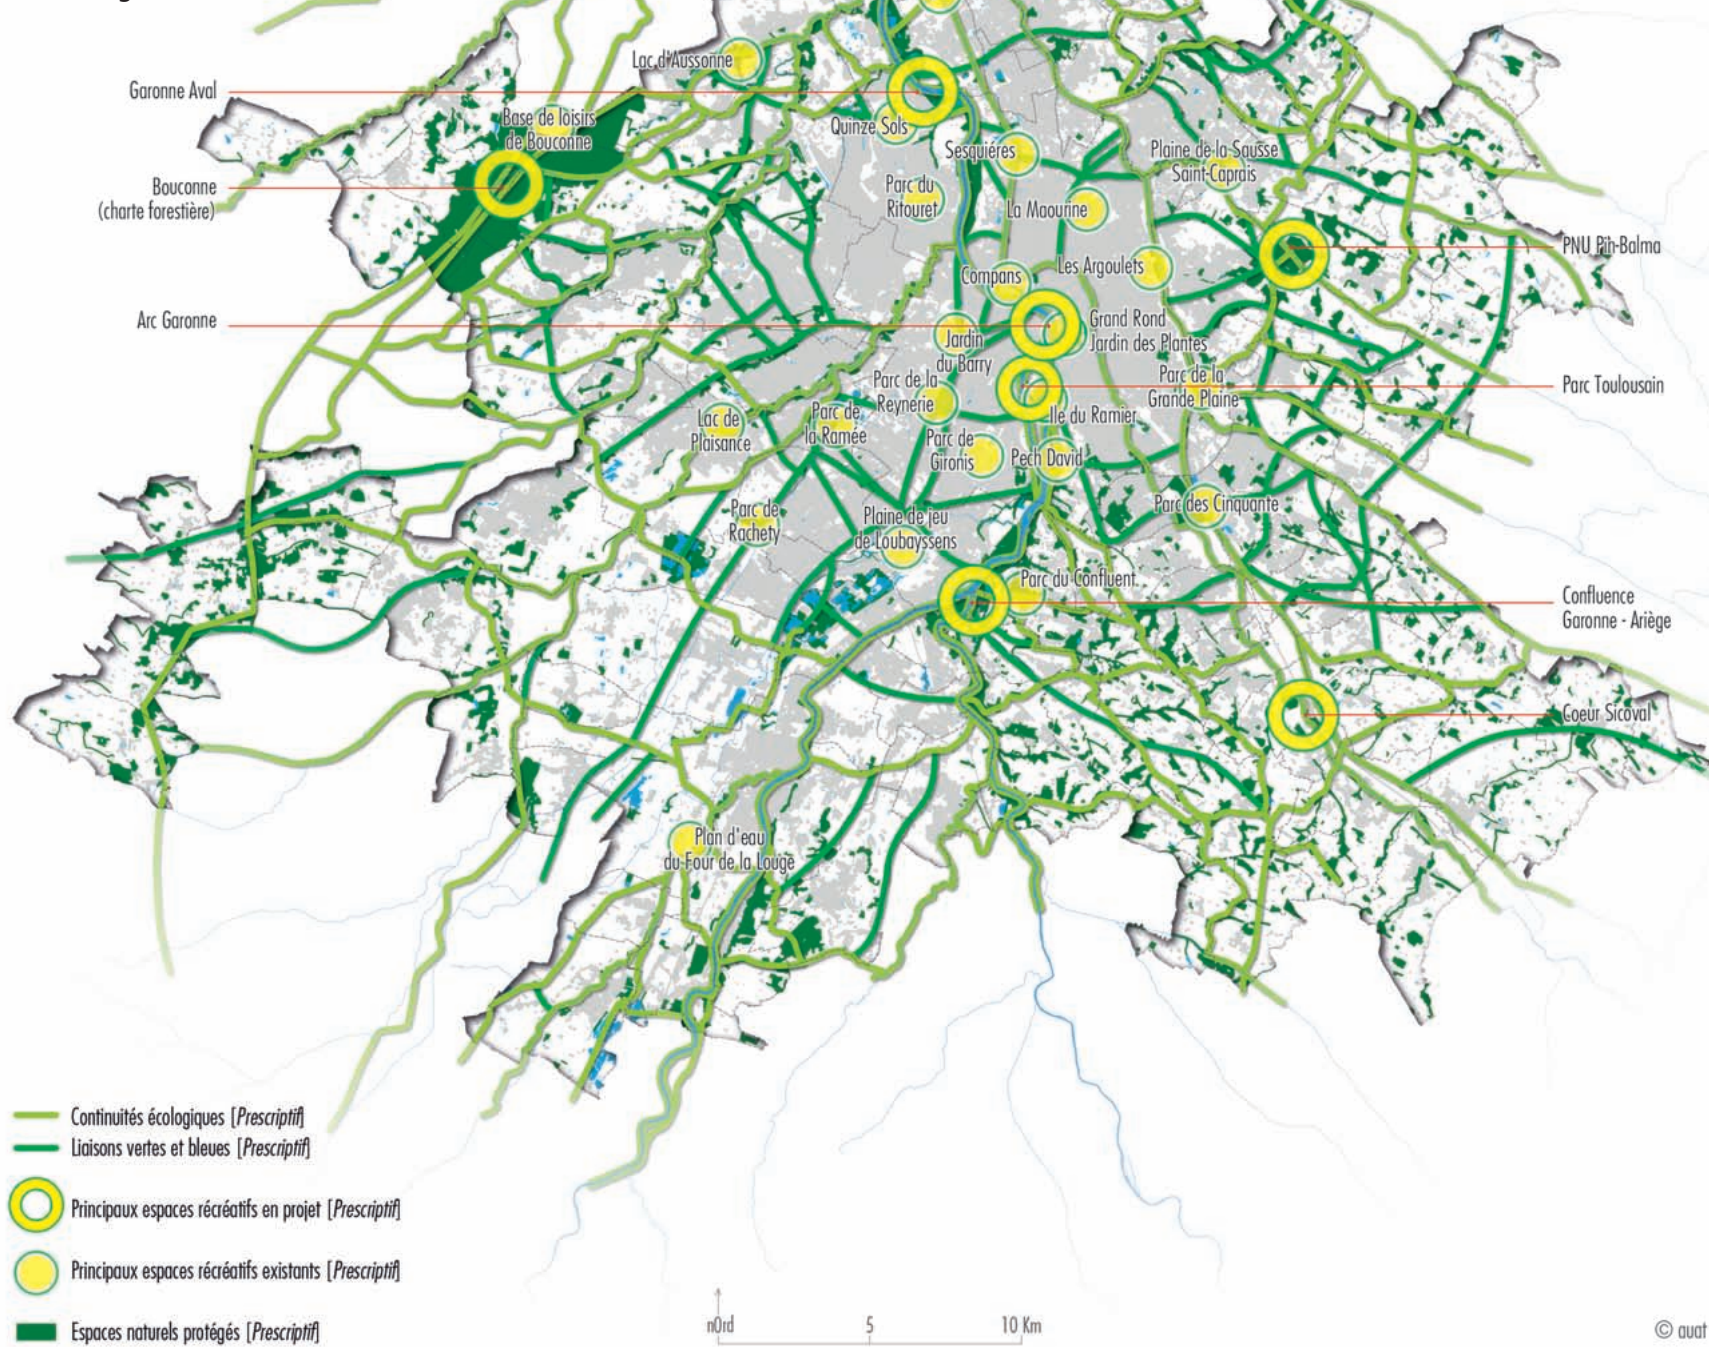 Lac d'Aussonne
Garonne Aval
Base de loisirs
de Bouconne
Quinze Sols
Sesquiéres
Plaine de la Sausse
Saint-Caprais
Bouconne
(charte forestière)
Parc du
Ritouret
La Maourine
PNU Pin-Balma
Compans
Les Argoulets
Arc Garonne
Grand Rond
Jardin des Plantes
Jardin
du Barry
Parc de la
Reynerie
Parc de la
Grande Plaine
Parc Toulousain
Lac de
Plaisance
Parc de
la Ramée
Ile du Ramier
Parc de
Gironis
Pech David
Parc de
Rachety
Plaine de jeu
de Loubayssens
Parc des Cinquante
Parc du Confluent
Confluence
Garonne - Ariège
Coeur Sicoval
Plan d'eau
du Four de la Louge
Continuités écologiques [Prescriptif]
Liaisons vertes et bleues [Prescriptif]
Principaux espaces récréatifs en projet [Prescriptif]
Principaux espaces récréatifs existants [Prescriptif]
Espaces naturels protégés [Prescriptif]
n0rd 5 10 Km
© auat